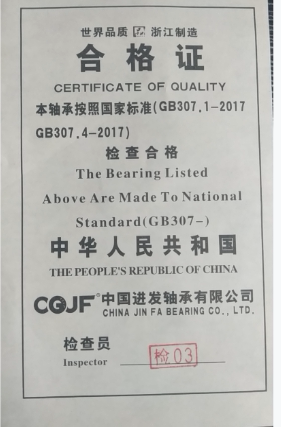 世界品质 浙江制造
合格证
CERTIFICATE OF QUALITY
本轴承按照国家标准(GB307.1-2017
GB307.4-2017)
检查合格
The Bearing Listed
Above Are Made To National
Standard(GB307-)
中华人民共和国
THE PEOPLE'S REPUBLIC OF CHINA
CGJF® 中国进发轴承有限公司
CHINA JIN FA BEARING CO., LTD.
检查员
Inspector 检03